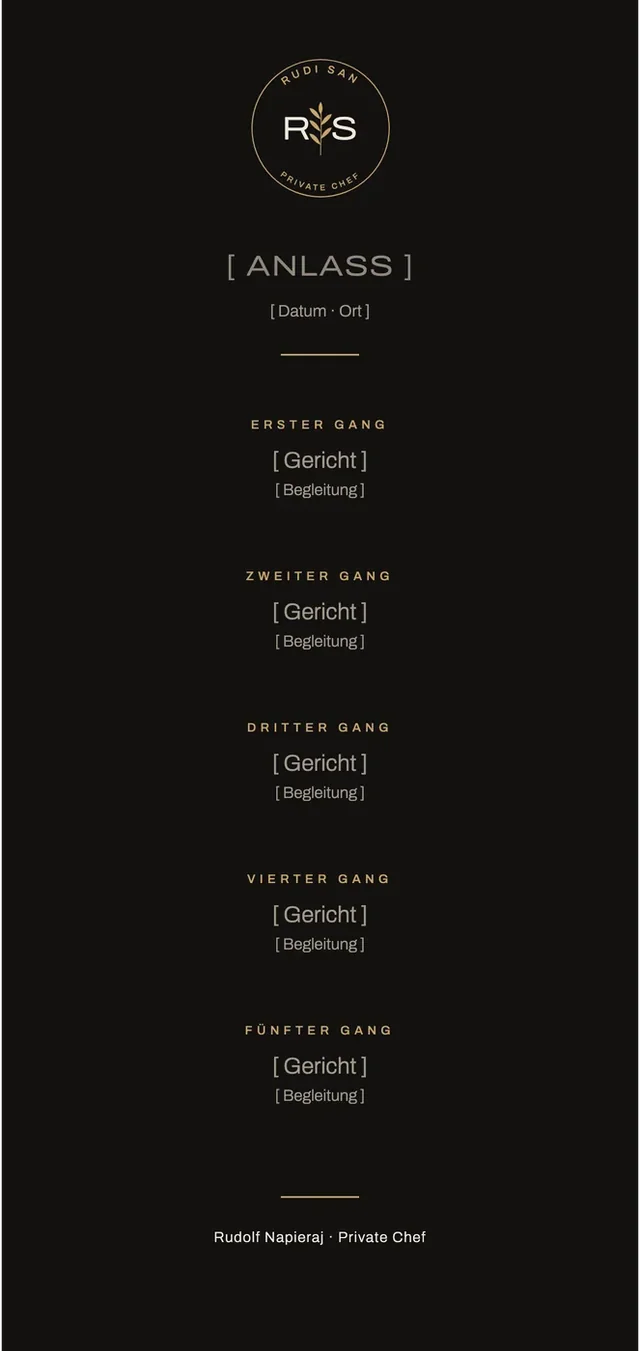 RUDI SAN
R S
PRIVATE CHEF
[ ANLASS ]
[ Datum · Ort ]
ERSTER GANG
[ Gericht ]
[ Begleitung ]
ZWEITER GANG
[ Gericht ]
[ Begleitung ]
DRITTER GANG
[ Gericht ]
[ Begleitung ]
VIERTER GANG
[ Gericht ]
[ Begleitung ]
FÜNFTER GANG
[ Gericht ]
[ Begleitung ]
Rudolf Napieraj · Private Chef